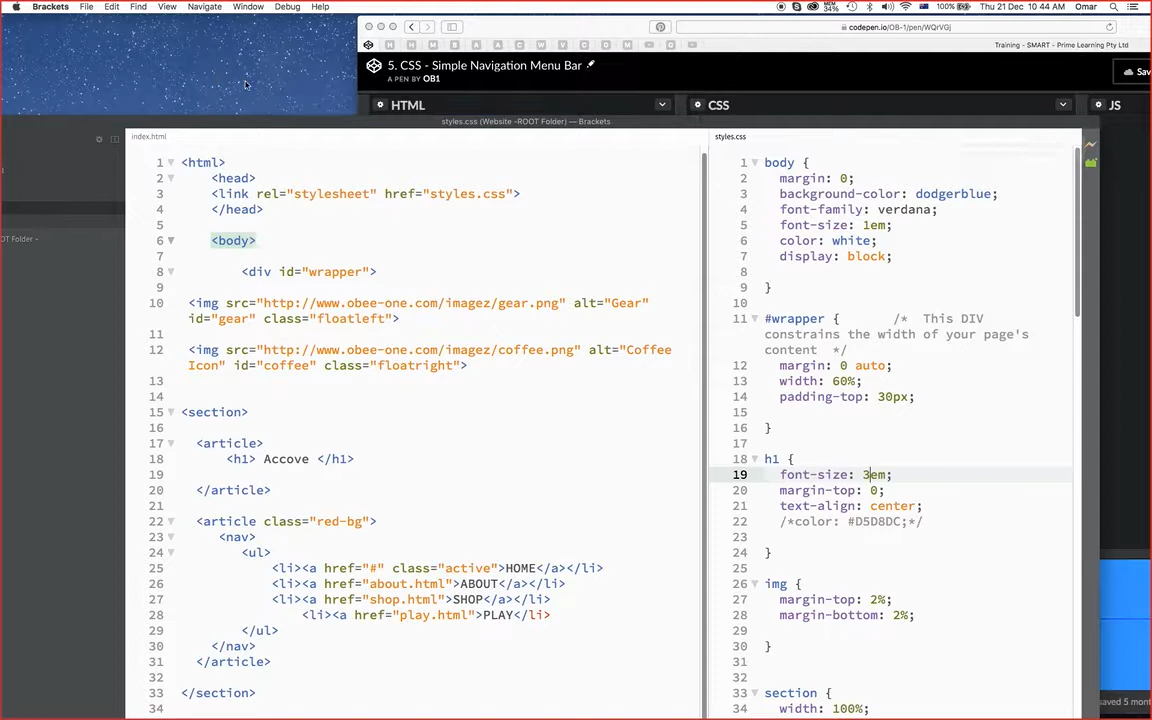 Brackets File Edit Find View Navigate Window Debug Help
MEM 34% 100% Thu 21 Dec 10:44 AM Omar
codepen.io/OB-1/pen/WQrVGj
H H M B A A C W V C O M
Training - SMART - Prime Learning Pty Ltd
5. CSS - Simple Navigation Menu Bar
A PEN BY OB1
Sav
HTML CSS JS
styles.css (Website -ROOT Folder) — Brackets
index.html
1 <html>
2 <head>
3 <link rel="stylesheet" href="styles.css">
4 </head>
5
6 <body>
7
8 <div id="wrapper">
9
10 <img src="http://www.obee-one.com/imagez/gear.png" alt="Gear"
id="gear" class="floatleft">
11
12 <img src="http://www.obee-one.com/imagez/coffee.png" alt="Coffee
Icon" id="coffee" class="floatright">
13
14
15 <section>
16
17 <article>
18 <h1> Accove </h1>
19
20 </article>
21
22 <article class="red-bg">
23 <nav>
24 <ul>
25 <li><a href="#" class="active">HOME</a></li>
26 <li><a href="about.html">ABOUT</a></li>
27 <li><a href="shop.html">SHOP</a></li>
28 <li><a href="play.html">PLAY</li>
29 </ul>
30 </nav>
31 </article>
32
33 </section>
34
styles.css
1 body {
2 margin: 0;
3 background-color: dodgerblue;
4 font-family: verdana;
5 font-size: 1em;
6 color: white;
7 display: block;
8
9 }
10
11 #wrapper { /* This DIV
constrains the width of your page's
content */
12 margin: 0 auto;
13 width: 60%;
14 padding-top: 30px;
15
16 }
17
18 h1 {
19 font-size: 3em;
20 margin-top: 0;
21 text-align: center;
22 /*color: #D5D8DC;*/
23
24 }
25
26 img {
27 margin-top: 2%;
28 margin-bottom: 2%;
29
30 }
31
32
33 section {
34 width: 100%;
OOT Folder -
saved 5 mont